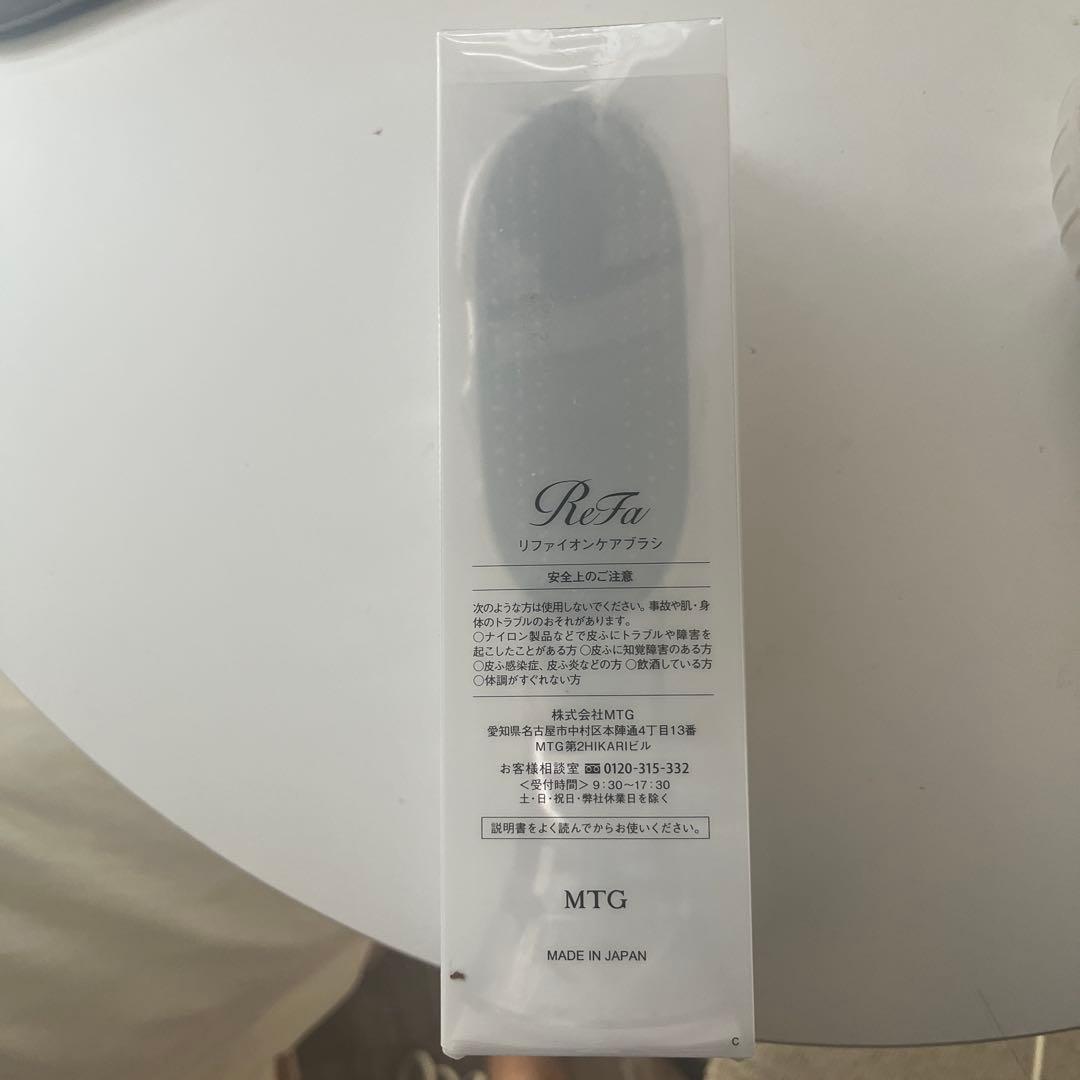 ReFa
リファイオンケアブラシ
安全上のご注意
次のような方は使用しないでください。事故や肌・身
体のトラブルのおそれがあります。
○ナイロン製品などで皮ふにトラブルや障害を
起こしたことがある方 ○皮ふに知覚障害のある方
○皮ふ感染症、皮ふ炎などの方 ○飲酒している方
○体調がすぐれない方
株式会社MTG
愛知県名古屋市中村区本陣通4丁目13番
MTG第2HIKARIビル
お客様相談室 0120-315-332
＜受付時間＞9:30～17:30
土・日・祝日・弊社休業日を除く
説明書をよく読んでからお使いください。
MTG
MADE IN JAPAN
C